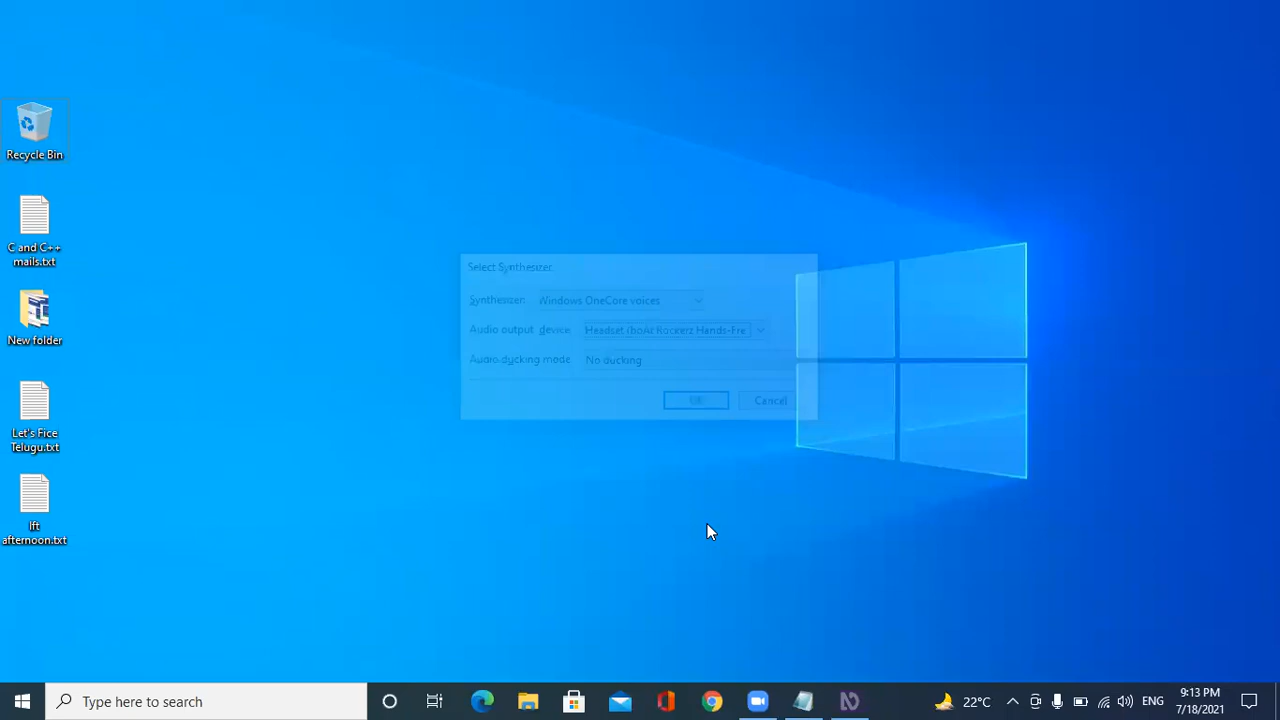 Recycle Bin
C and C++
mails.txt
New folder
Let's Fice
Telugu.txt
lft
afternoon.txt
Select Synthesizer
Synthesizer: Windows OneCore voices
Audio output device: Headset (boAt Rockerz Hands-Fre
Audio ducking mode: No ducking
OK
Cancel
Type here to search
22°C
ENG
9:13 PM
7/18/2021